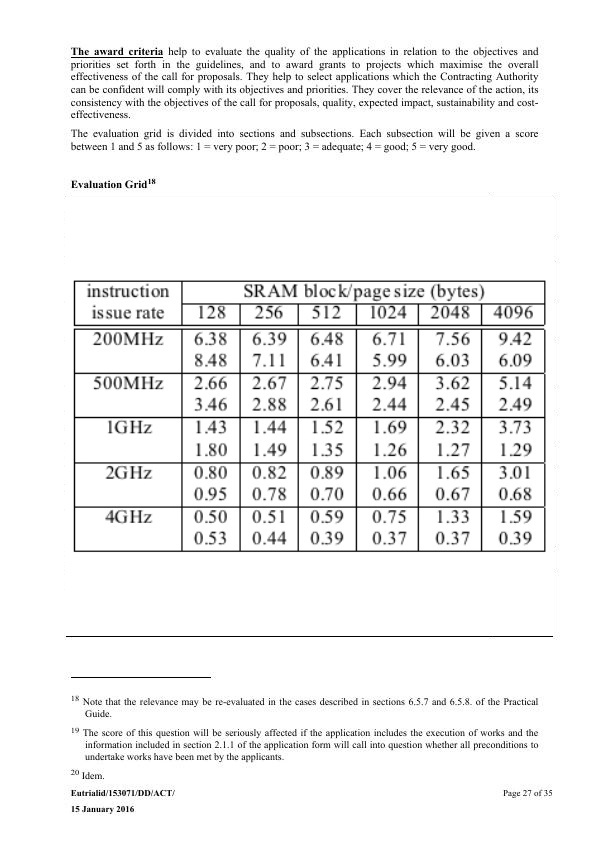 The award criteria help to evaluate the quality of the applications in relation to the objectives and
priorities set forth in the guidelines, and to award grants to projects which maximise the overall
effectiveness of the call for proposals. They help to select applications which the Contracting Authority
can be confident will comply with its objectives and priorities. They cover the relevance of the action, its
consistency with the objectives of the call for proposals, quality, expected impact, sustainability and cost-
effectiveness.
The evaluation grid is divided into sections and subsections. Each subsection will be given a score
between 1 and 5 as follows: 1 = very poor; 2 = poor; 3 = adequate; 4 = good; 5 = very good.
Evaluation Grid18
instruction SRAM block/page size (bytes)
issue rate 128 256 512 1024 2048 4096
200MHz 6.38 6.39 6.48 6.71 7.56 9.42
8.48 7.11 6.41 5.99 6.03 6.09
500MHz 2.66 2.67 2.75 2.94 3.62 5.14
3.46 2.88 2.61 2.44 2.45 2.49
1GHz 1.43 1.44 1.52 1.69 2.32 3.73
1.80 1.49 1.35 1.26 1.27 1.29
2GHz 0.80 0.82 0.89 1.06 1.65 3.01
0.95 0.78 0.70 0.66 0.67 0.68
4GHz 0.50 0.51 0.59 0.75 1.33 1.59
0.53 0.44 0.39 0.37 0.37 0.39
18 Note that the relevance may be re-evaluated in the cases described in sections 6.5.7 and 6.5.8. of the Practical
Guide.
19 The score of this question will be seriously affected if the application includes the execution of works and the
information included in section 2.1.1 of the application form will call into question whether all preconditions to
undertake works have been met by the applicants.
20 Idem.
Eutrialid/153071/DD/ACT/ Page 27 of 35
15 January 2016